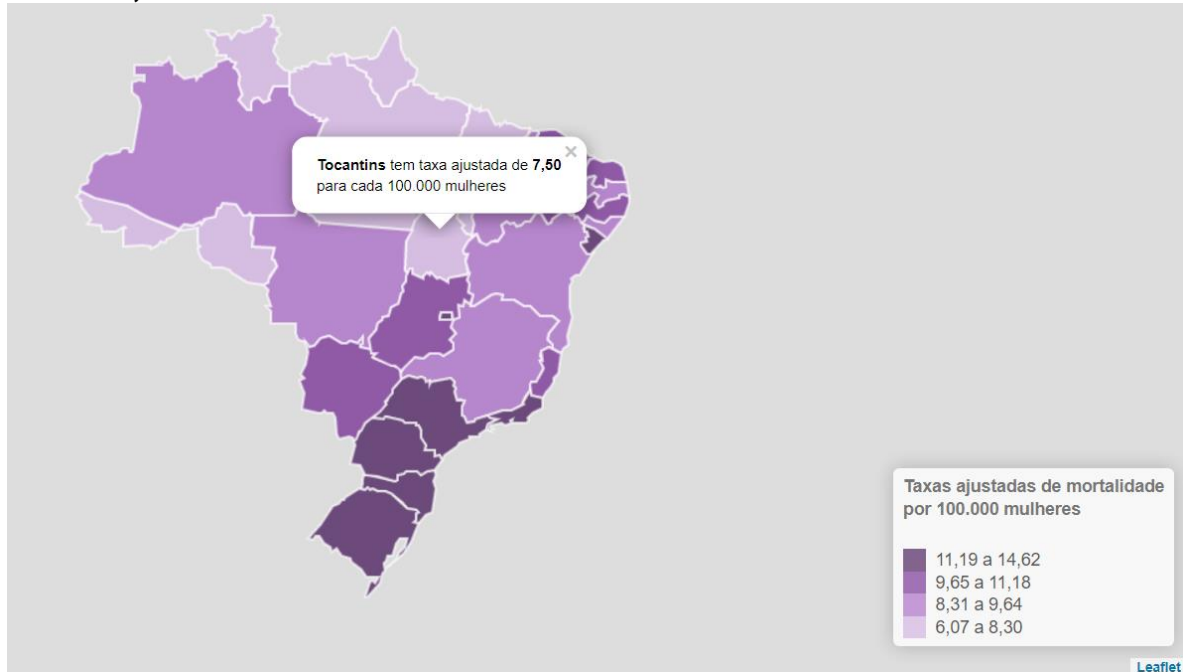 Tocantins tem taxa ajustada de 7,50
para cada 100.000 mulheres
×
Taxas ajustadas de mortalidade
por 100.000 mulheres
11,19 a 14,62
9,65 a 11,18
8,31 a 9,64
6,07 a 8,30
Leaflet